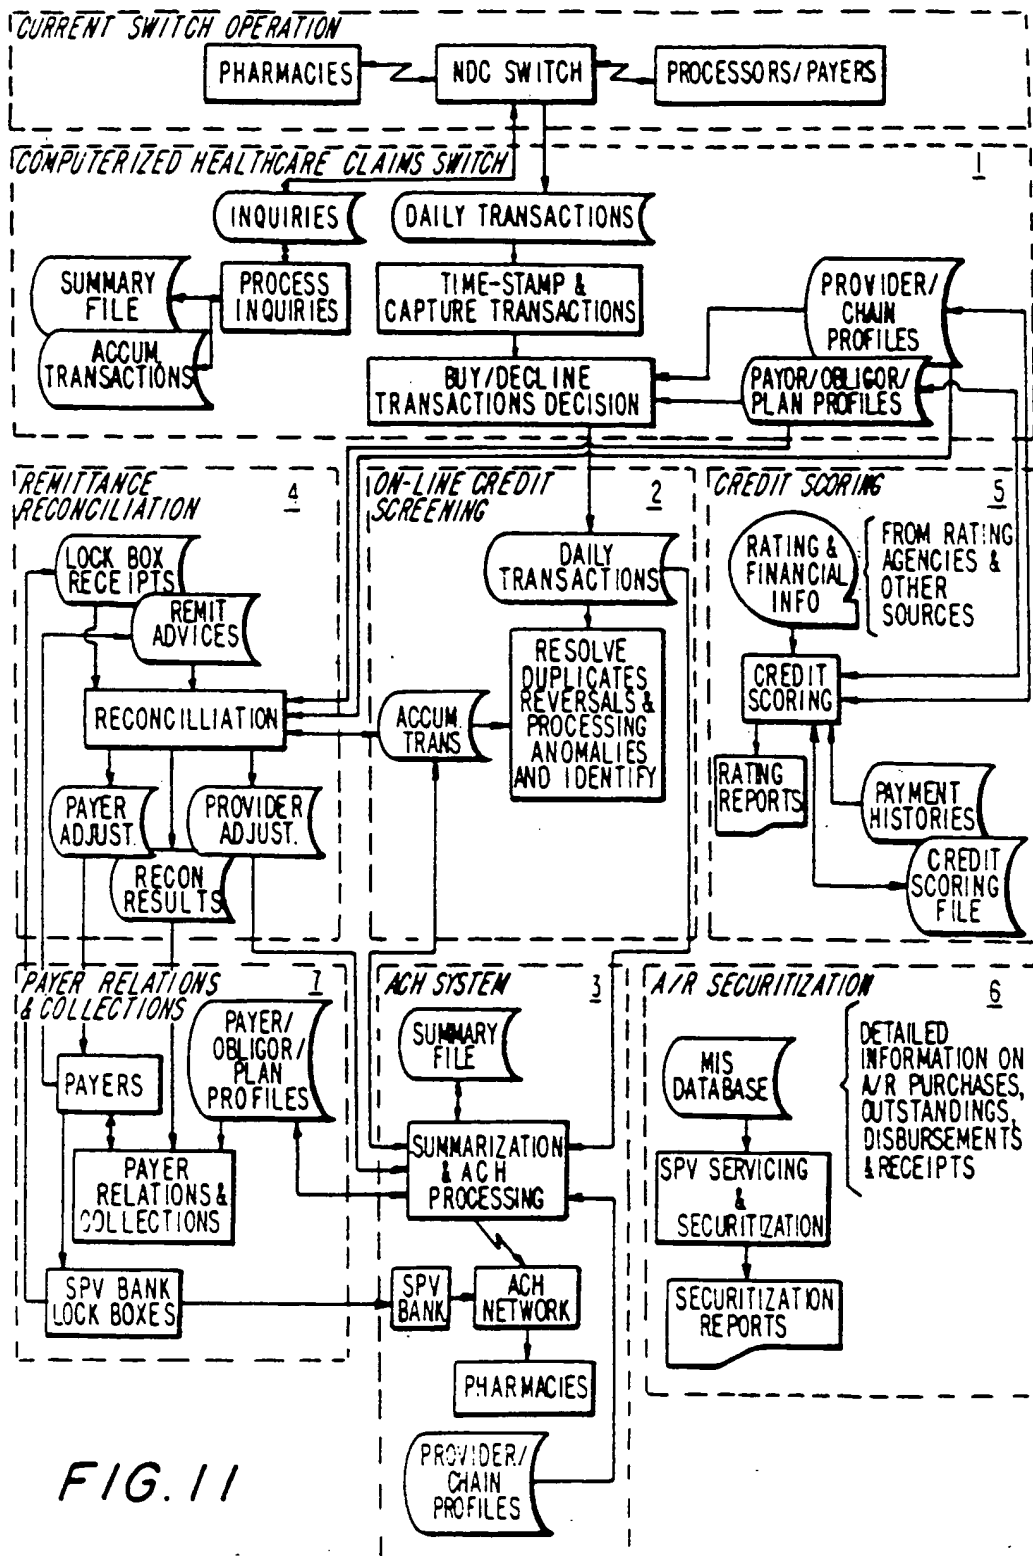 CURRENT SWITCH OPERATION
PHARMACIES
NDC SWITCH
PROCESSORS/PAYERS
COMPUTERIZED HEALTHCARE CLAIMS SWITCH
1
INQUIRIES
DAILY TRANSACTIONS
SUMMARY
FILE
PROCESS
INQUIRIES
TIME-STAMP &
CAPTURE TRANSACTIONS
PROVIDER/
CHAIN
PROFILES
ACCUM.
TRANSACTIONS
BUY/DECLINE
TRANSACTIONS DECISION
PAYOR/OBLIGOR/
PLAN PROFILES
REMITTANCE
RECONCILIATION
4
LOCK BOX
RECEIPTS
REMIT
ADVICES
RECONCILLIATION
PAYER
ADJUST.
PROVIDER
ADJUST.
RECON
RESULTS
ON-LINE CREDIT
SCREENING
2
DAILY
TRANSACTIONS
ACCUM.
TRANS
RESOLVE
DUPLICATES
REVERSALS &
PROCESSING
ANOMALIES
AND IDENTIFY
CREDIT SCORING
5
RATING &
FINANCIAL
INFO
FROM RATING
AGENCIES &
OTHER
SOURCES
CREDIT
SCORING
RATING
REPORTS
PAYMENT
HISTORIES
CREDIT
SCORING
FILE
PAYER RELATIONS
& COLLECTIONS
7
PAYER/
OBLIGOR/
PLAN
PROFILES
PAYERS
PAYER
RELATIONS &
COLLECTIONS
SPV BANK
LOCK BOXES
ACH SYSTEM
3
SUMMARY
FILE
SUMMARIZATION
& ACH
PROCESSING
SPV
BANK
ACH
NETWORK
PHARMACIES
PROVIDER/
CHAIN
PROFILES
A/R SECURITIZATION
6
MIS
DATABASE
DETAILED
INFORMATION ON
A/R PURCHASES,
OUTSTANDINGS,
DISBURSEMENTS
& RECEIPTS
SPV SERVICING
&
SECURITIZATION
SECURITIZATION
REPORTS
FIG. 11